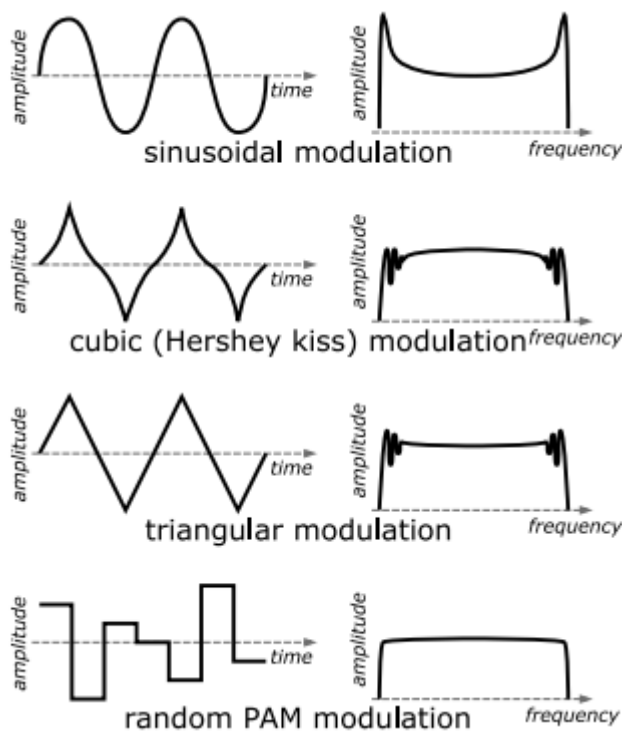 amplitude
time
amplitude
frequency
sinusoidal modulation
amplitude
time
amplitude
frequency
cubic (Hershey kiss) modulation
amplitude
time
amplitude
frequency
triangular modulation
amplitude
time
amplitude
frequency
random PAM modulation